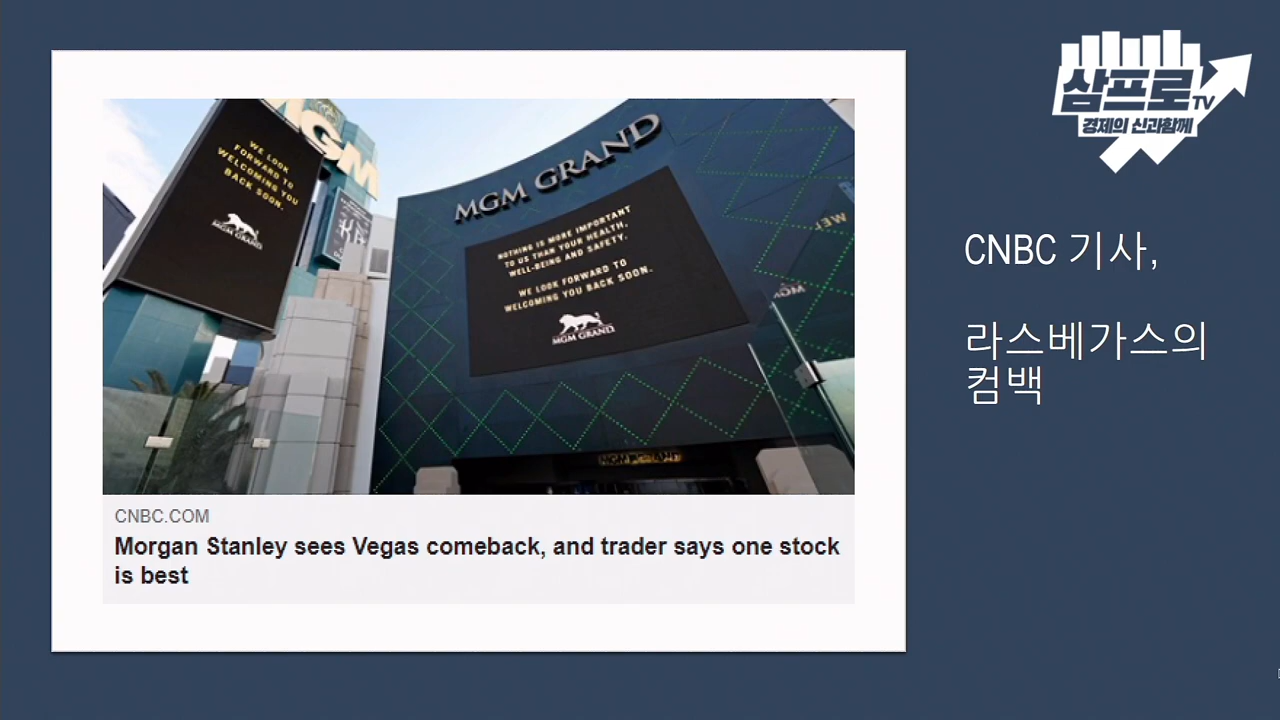 삼프로TV
경제의 신과함께
CNBC 기사,
라스베가스의
컴백
MGM
WE LOOK
FORWARD TO
WELCOMING YOU
BACK SOON.
MGM GRAND
MGM GRAND
NOTHING IS MORE IMPORTANT
TO US THAN YOUR HEALTH,
WELL-BEING AND SAFETY.
WE LOOK FORWARD TO
WELCOMING YOU BACK SOON.
MGM GRAND
MGM GRAND
CNBC.COM
Morgan Stanley sees Vegas comeback, and trader says one stock
is best